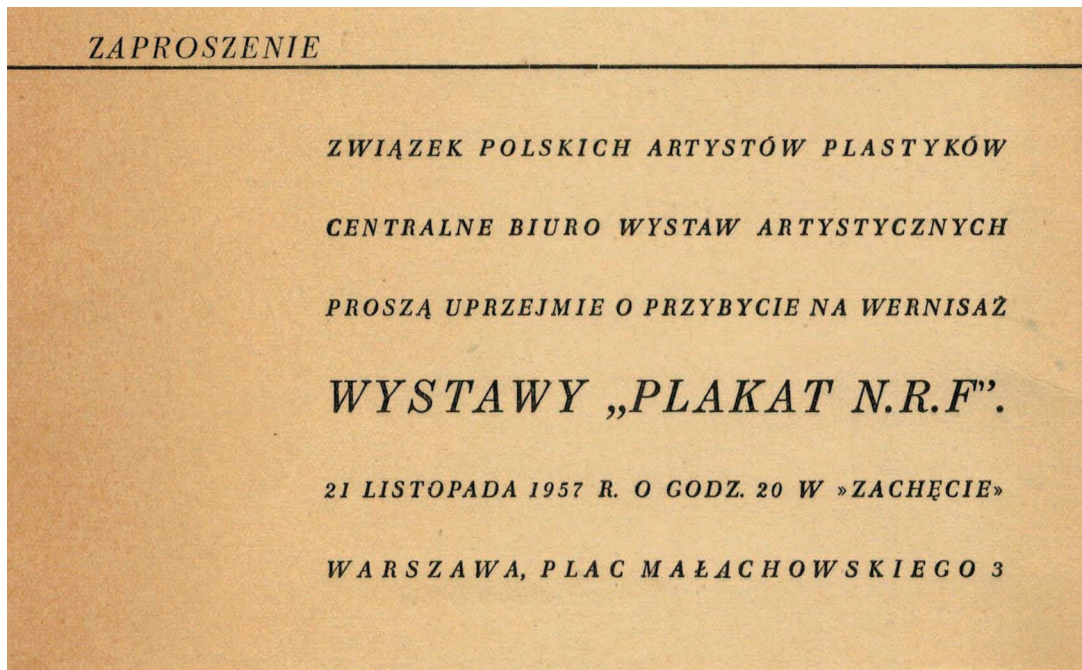 ZAPROSZENIE
ZWIĄZEK POLSKICH ARTYSTÓW PLASTYKÓW
CENTRALNE BIURO WYSTAW ARTYSTYCZNYCH
PROSZĄ UPRZEJMIE O PRZYBYCIE NA WERNISAŻ
WYSTAWY „PLAKAT N.R.F”.
21 LISTOPADA 1957 R. O GODZ. 20 W »ZACHĘCIE»
WARSZAWA, PLAC MAŁACHOWSKIEGO 3